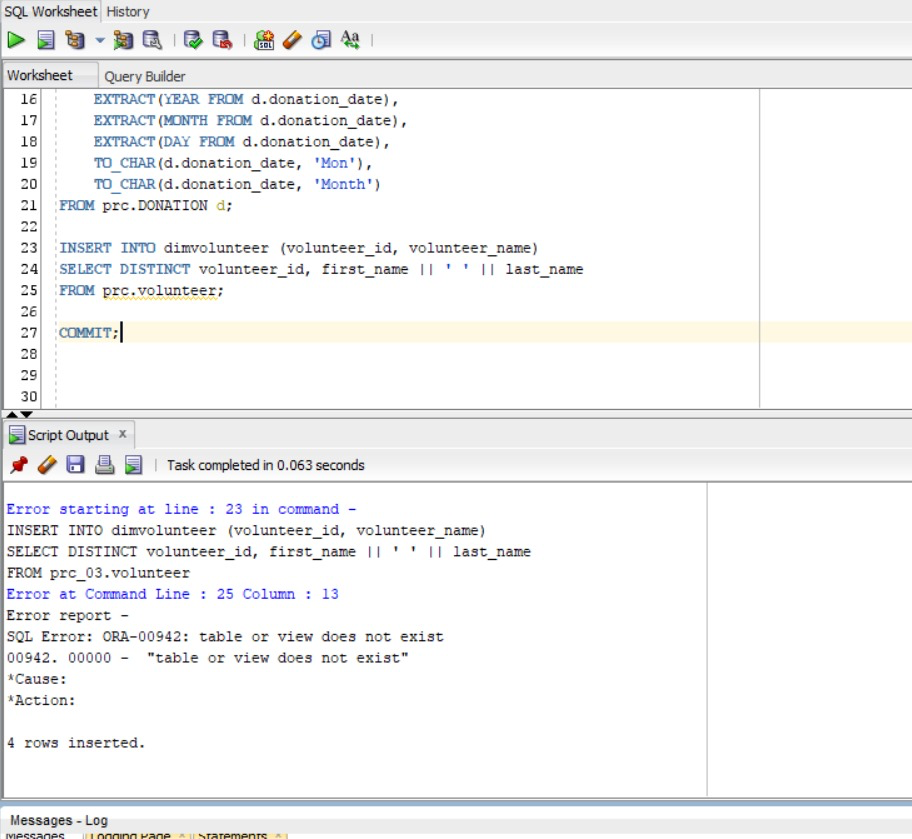 SQL Worksheet History
Worksheet Query Builder
16 EXTRACT(YEAR FROM d.donation_date),
17 EXTRACT(MONTH FROM d.donation_date),
18 EXTRACT(DAY FROM d.donation_date),
19 TO_CHAR(d.donation_date, 'Mon'),
20 TO_CHAR(d.donation_date, 'Month')
21 FROM prc.DONATION d;
22
23 INSERT INTO dimvolunteer (volunteer_id, volunteer_name)
24 SELECT DISTINCT volunteer_id, first_name || ' ' || last_name
25 FROM prc.volunteer;
26
27 COMMIT;
28
29
30
Script Output x
Task completed in 0.063 seconds
Error starting at line : 23 in command -
INSERT INTO dimvolunteer (volunteer_id, volunteer_name)
SELECT DISTINCT volunteer_id, first_name || ' ' || last_name
FROM prc_03.volunteer
Error at Command Line : 25 Column : 13
Error report -
SQL Error: ORA-00942: table or view does not exist
00942. 00000 - "table or view does not exist"
*Cause:
*Action:
4 rows inserted.
Messages - Log
Messages Logging Page Statements